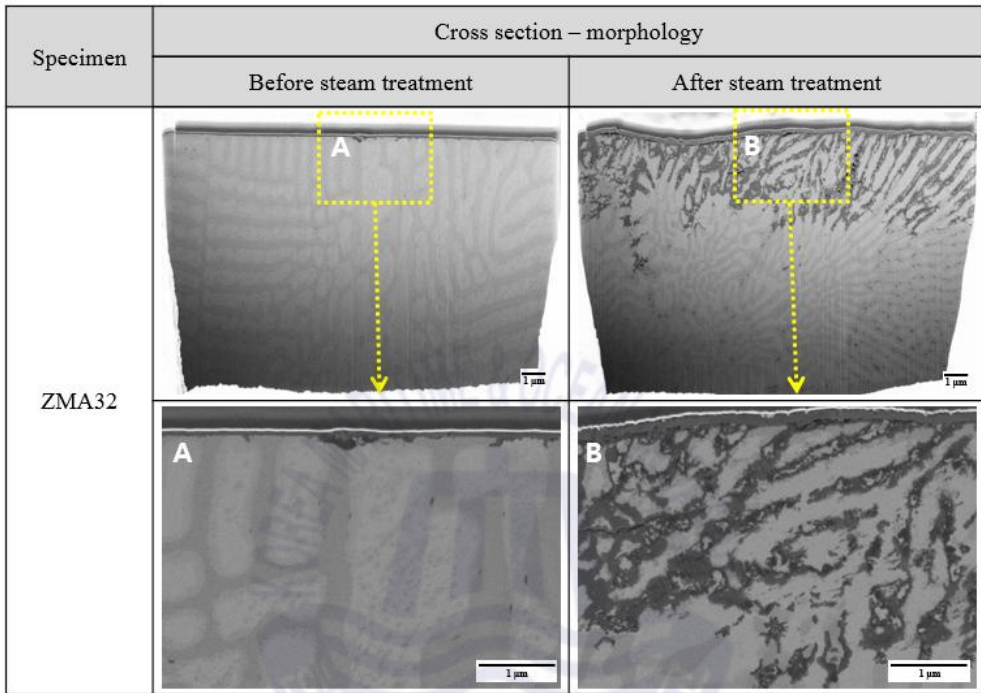 Specimen
Cross section – morphology
Before steam treatment
After steam treatment
ZMA32
A
1 μm
B
1 μm
A
1 μm
B
1 μm